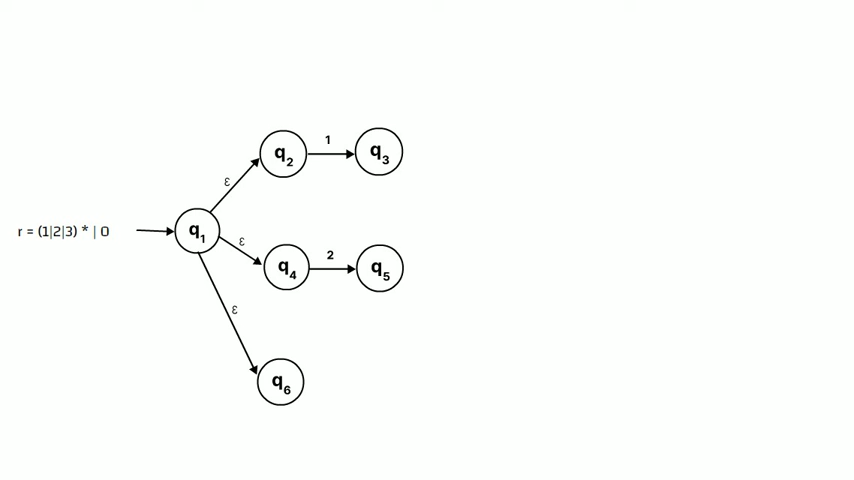 1
q₂
q₃
ε
r = (1|2|3) * | 0
q₁
ε
2
q₄
q₅
ε
q₆